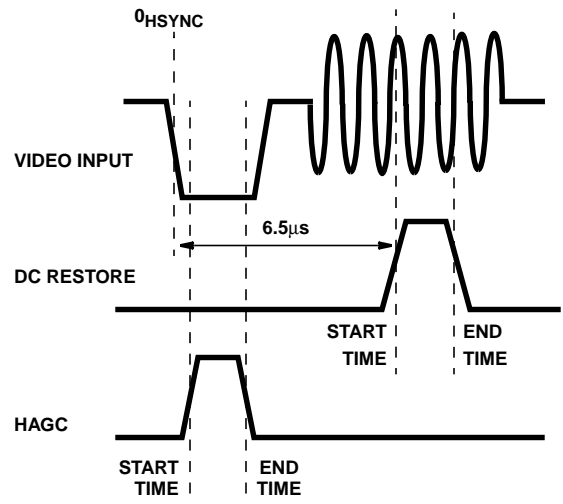 0HSYNC
VIDEO INPUT
6.5µs
DC RESTORE
START TIME
END TIME
HAGC
START TIME
END TIME